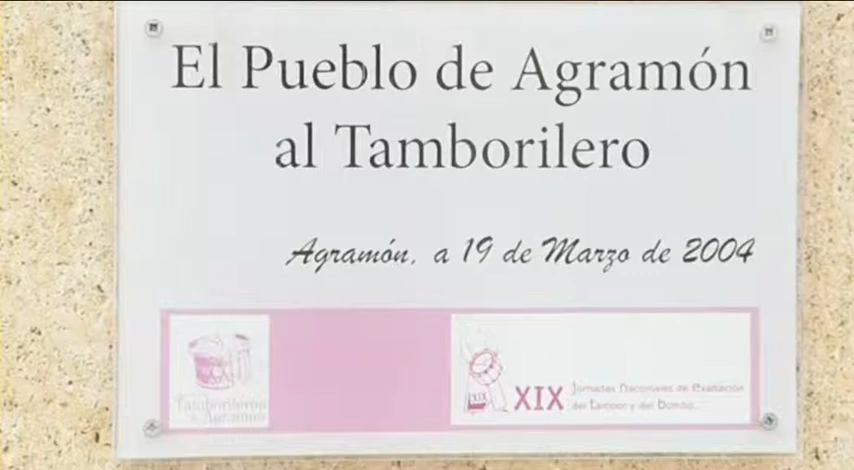 El Pueblo de Agramón
al Tamborilero
Agramón, a 19 de Marzo de 2004
Tamborileros
de Agramón
XIX
XIX
Jornadas Nacionales de Exaltación
del Tambor y del Bombo